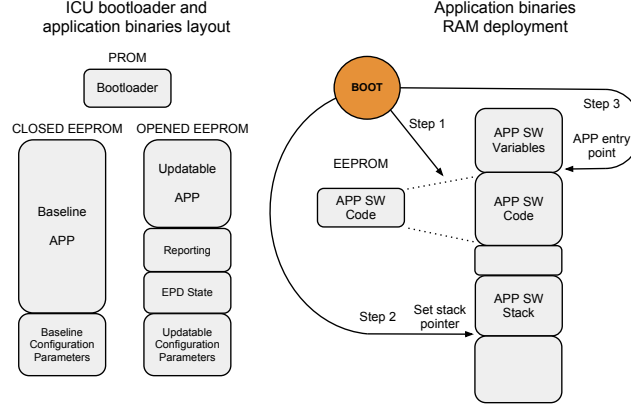 ICU bootloader and
application binaries layout
PROM
Bootloader
CLOSED EEPROM
OPENED EEPROM
Baseline
APP
Baseline
Configuration
Parameters
Updatable
APP
Reporting
EPD State
Updatable
Configuration
Parameters
Application binaries
RAM deployment
BOOT
Step 1
Step 3
EEPROM
APP SW
Code
APP SW
Variables
APP entry
point
APP SW
Code
APP SW
Stack
Step 2
Set stack
pointer